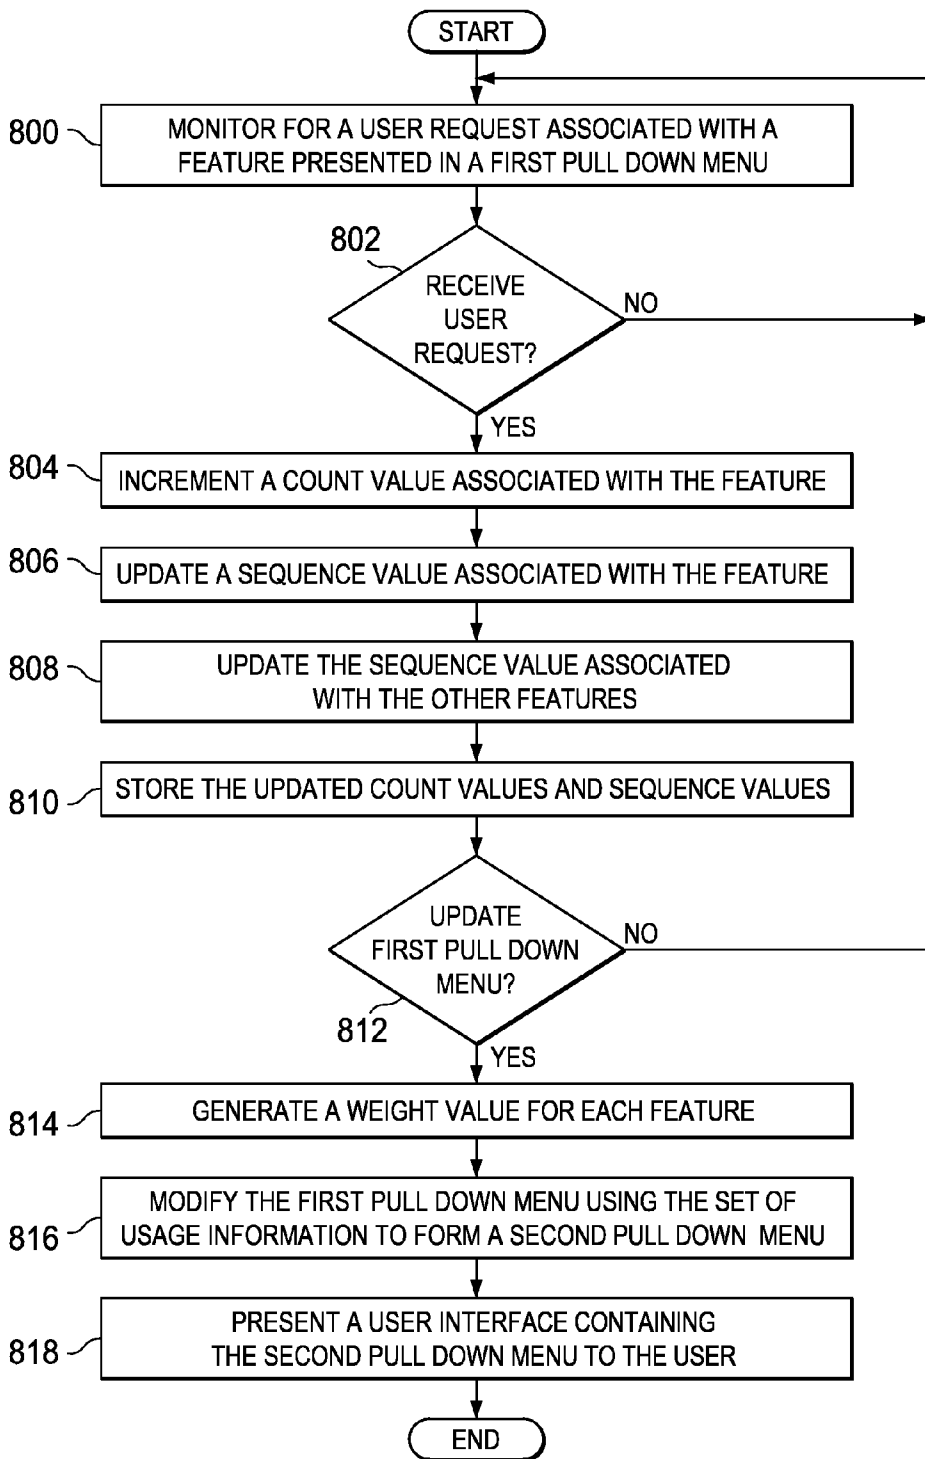 START
800
MONITOR FOR A USER REQUEST ASSOCIATED WITH A
FEATURE PRESENTED IN A FIRST PULL DOWN MENU
802
RECEIVE
USER
REQUEST?
NO
YES
804
INCREMENT A COUNT VALUE ASSOCIATED WITH THE FEATURE
806
UPDATE A SEQUENCE VALUE ASSOCIATED WITH THE FEATURE
808
UPDATE THE SEQUENCE VALUE ASSOCIATED
WITH THE OTHER FEATURES
810
STORE THE UPDATED COUNT VALUES AND SEQUENCE VALUES
UPDATE
FIRST PULL DOWN
MENU?
NO
812
YES
814
GENERATE A WEIGHT VALUE FOR EACH FEATURE
816
MODIFY THE FIRST PULL DOWN MENU USING THE SET OF
USAGE INFORMATION TO FORM A SECOND PULL DOWN MENU
818
PRESENT A USER INTERFACE CONTAINING
THE SECOND PULL DOWN MENU TO THE USER
END